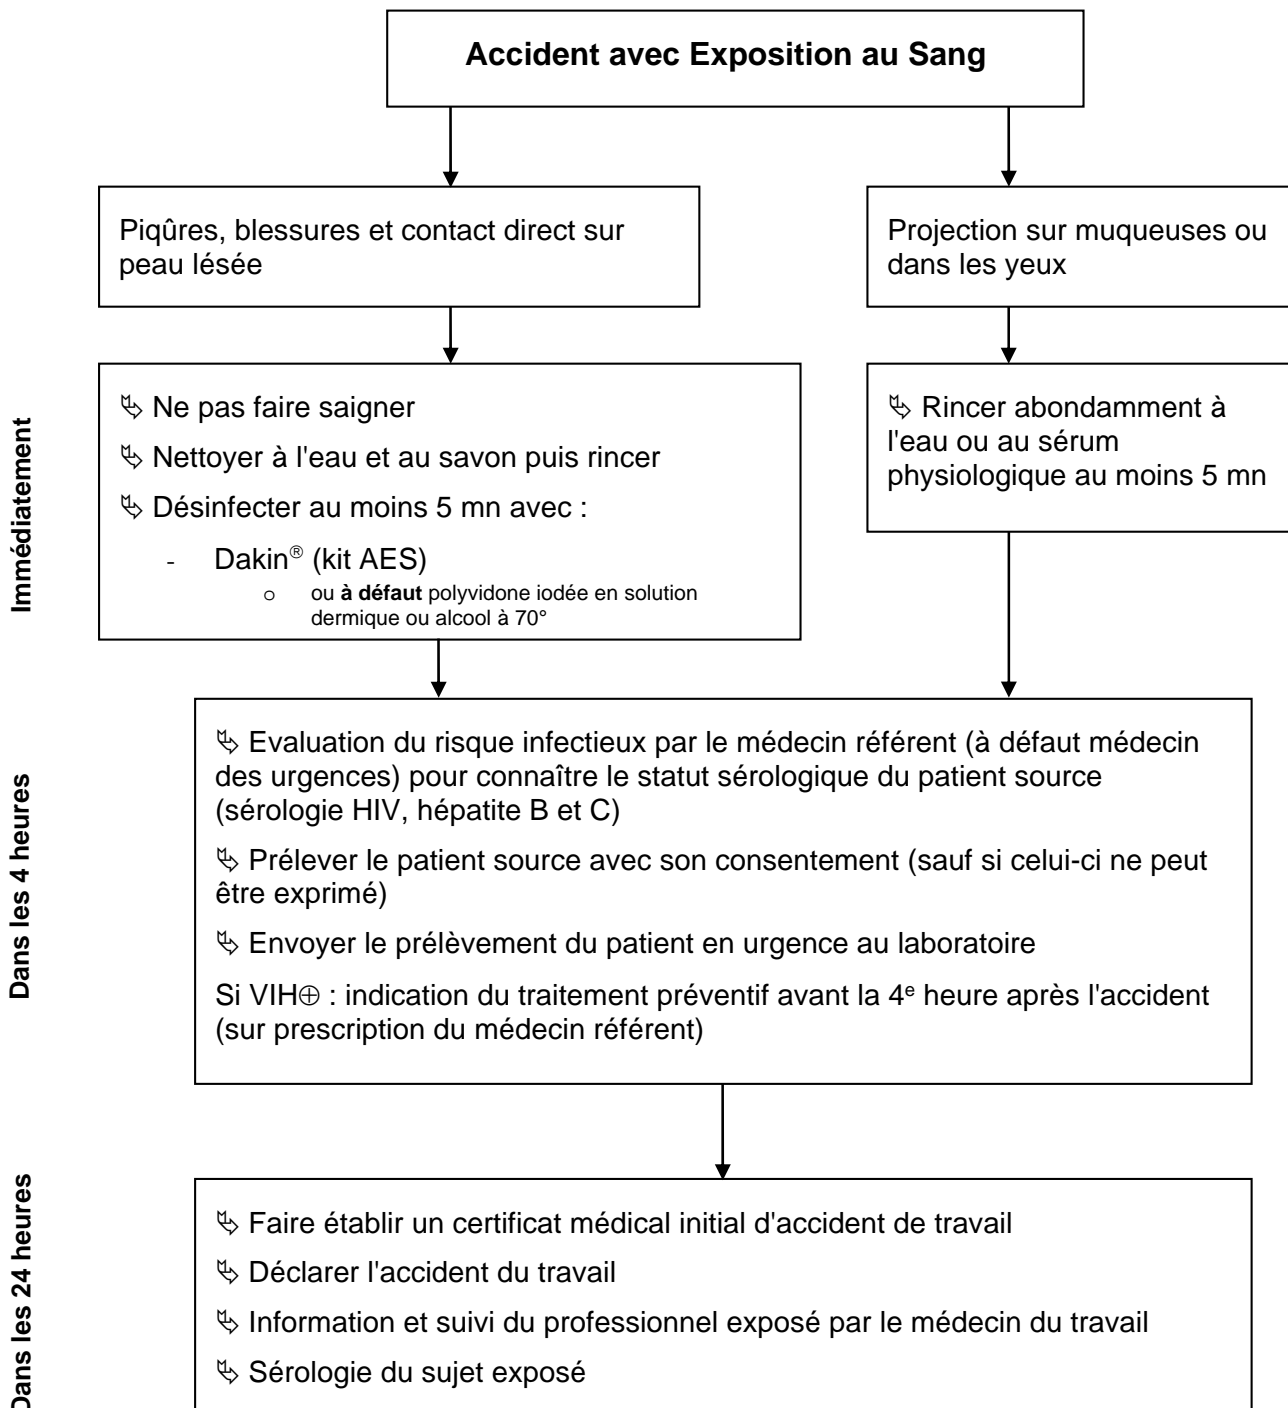 Accident avec Exposition au Sang
Piqûres, blessures et contact direct sur
peau lésée
Projection sur muqueuses ou
dans les yeux
Immédiatement
Ne pas faire saigner
Nettoyer à l'eau et au savon puis rincer
Désinfecter au moins 5 mn avec :
- Dakin® (kit AES)
o ou à défaut polyvidone iodée en solution
dermique ou alcool à 70°
Rincer abondamment à
l'eau ou au sérum
physiologique au moins 5 mn
Dans les 4 heures
Evaluation du risque infectieux par le médecin référent (à défaut médecin
des urgences) pour connaître le statut sérologique du patient source
(sérologie HIV, hépatite B et C)
Prélever le patient source avec son consentement (sauf si celui-ci ne peut
être exprimé)
Envoyer le prélèvement du patient en urgence au laboratoire
Si VIH⊕ : indication du traitement préventif avant la 4e heure après l'accident
(sur prescription du médecin référent)
Dans les 24 heures
Faire établir un certificat médical initial d'accident de travail
Déclarer l'accident du travail
Information et suivi du professionnel exposé par le médecin du travail
Sérologie du sujet exposé